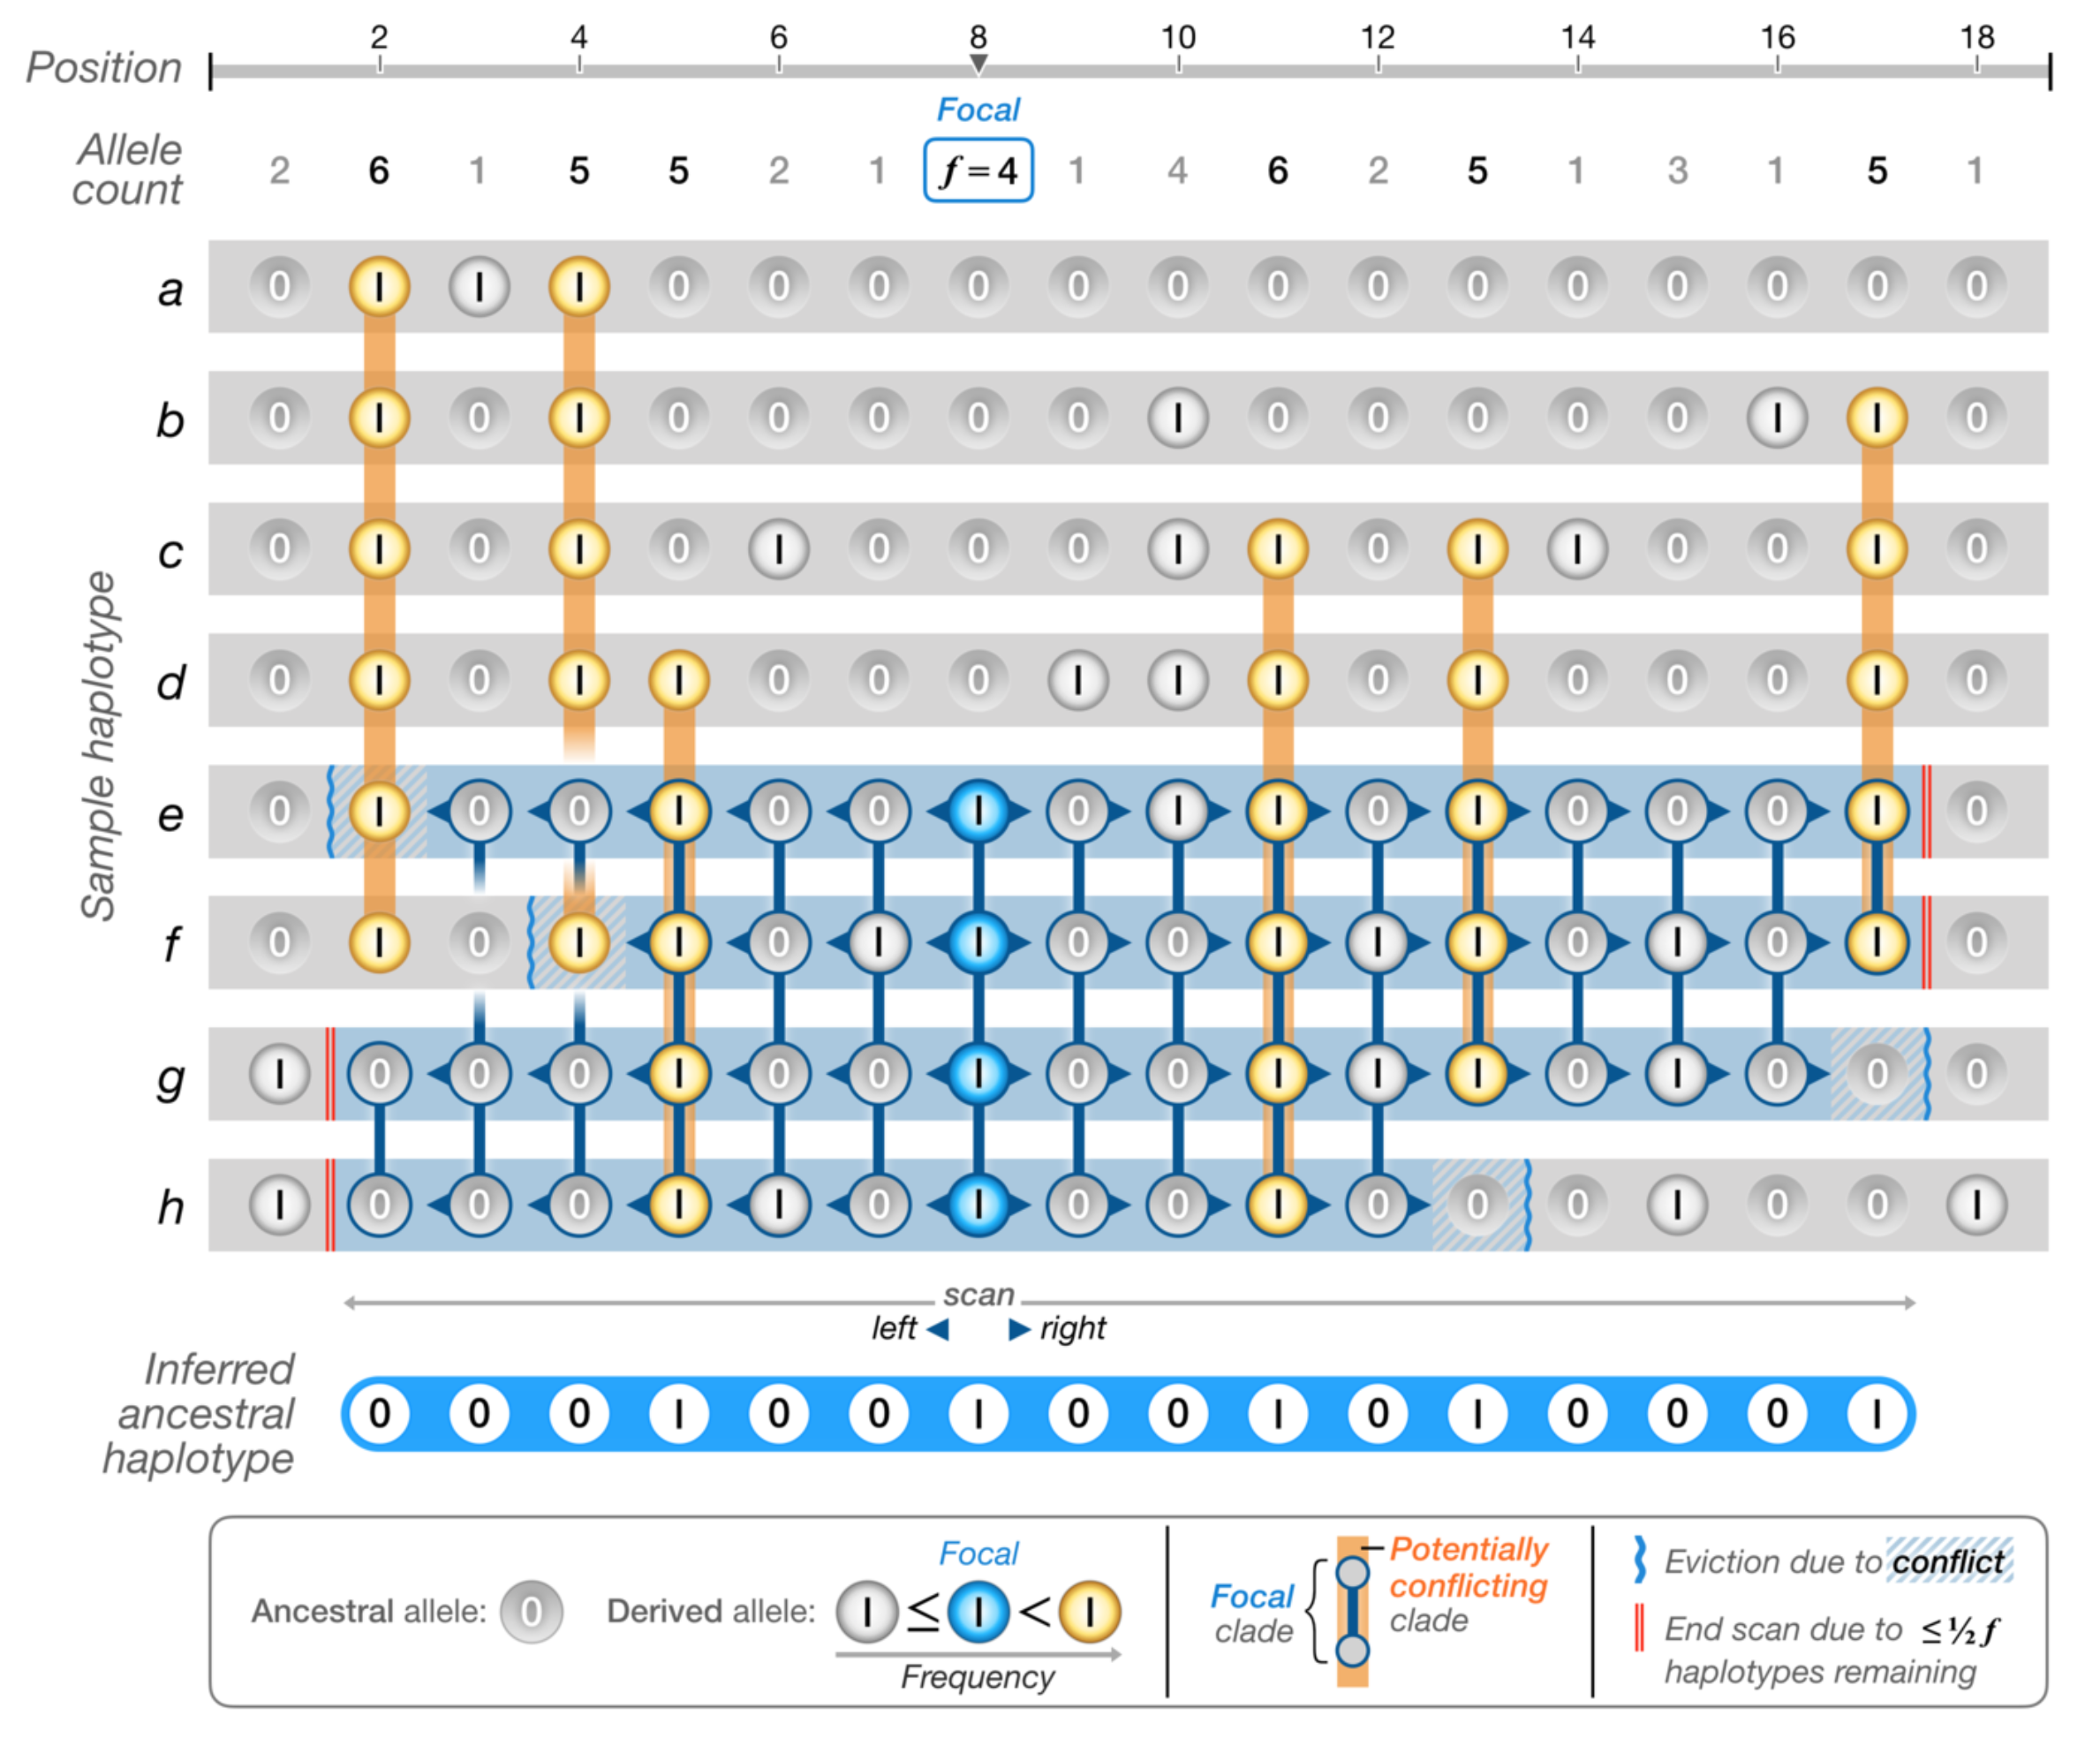 2 4 6 8 10 12 14 16 18
Position
Focal
Allele
count
2 6 1 5 5 2 1 f = 4 1 4 6 2 5 1 3 1 5 1
Sample haplotype
a 0 I I I 0 0 0 0 0 0 0 0 0 0 0 0 0 0
b 0 I 0 I 0 0 0 0 0 I 0 0 0 0 0 I I 0
c 0 I 0 I 0 I 0 0 0 I I 0 I I 0 0 I 0
d 0 I 0 I I 0 0 0 I I I 0 I 0 0 0 I 0
e 0 I 0 0 I 0 0 I 0 I I 0 I 0 0 0 I 0
f 0 I 0 I I 0 I I 0 0 I I I 0 I 0 I 0
g I 0 0 0 I 0 0 I 0 0 I I I 0 I 0 0 0
h I 0 0 0 I I 0 I 0 0 I 0 0 0 I 0 0 I
scan
left right
Inferred
ancestral
haplotype
0 0 0 I 0 0 I 0 0 I 0 I 0 0 0 I
Focal
Ancestral allele: 0 Derived allele: I ≤ I < I
Frequency
Focal
clade
Potentially
conflicting
clade
Eviction due to conflict
End scan due to ≤ ½ f
haplotypes remaining